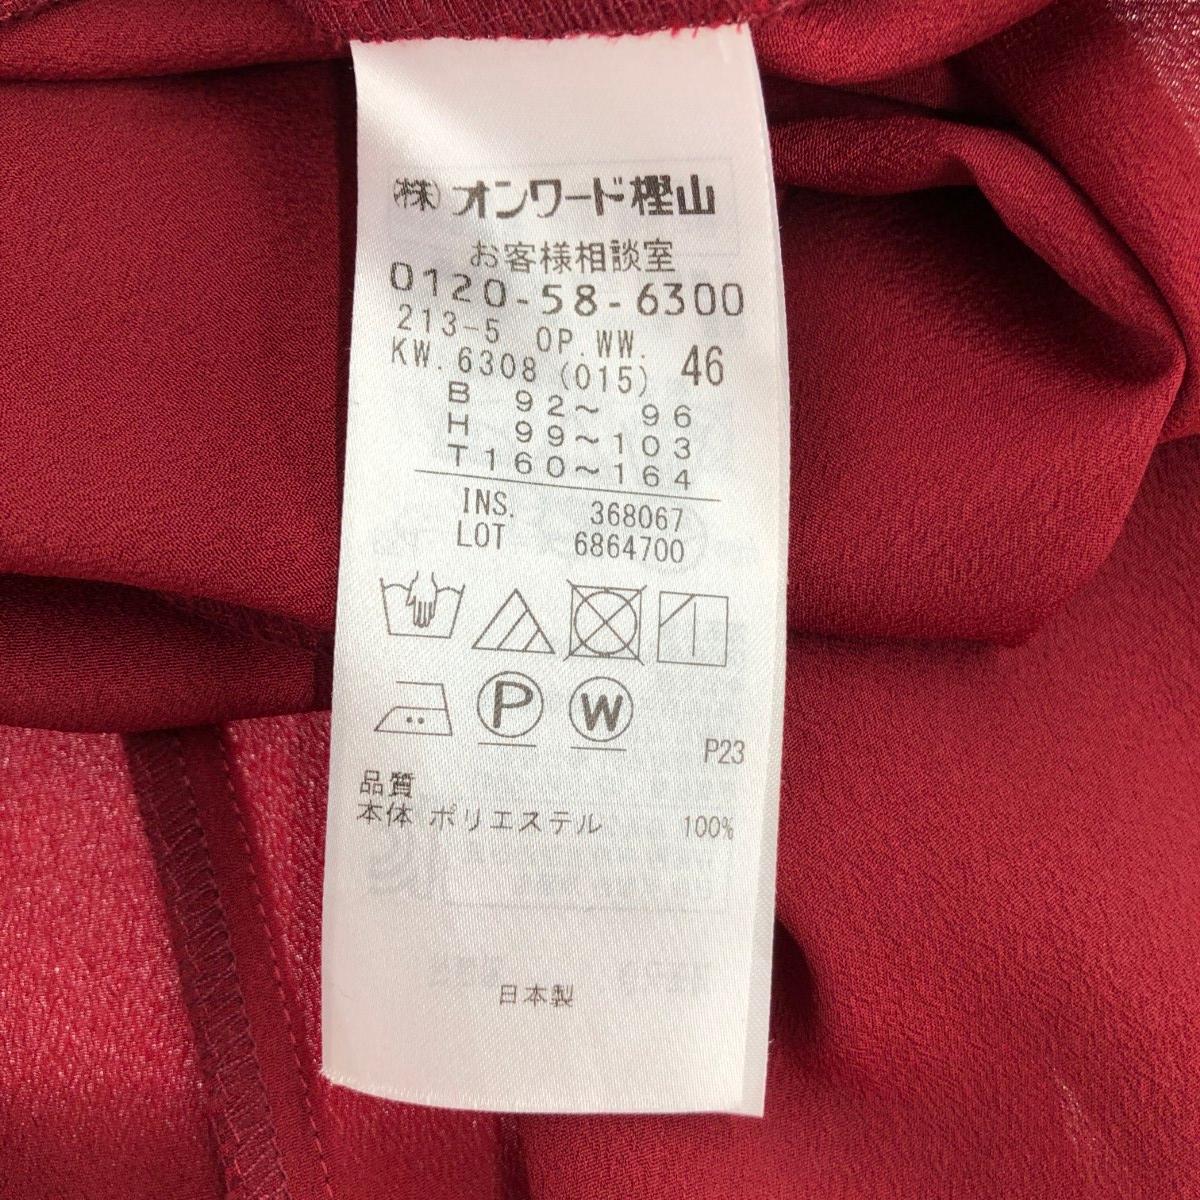 (株)オンワード樫山
お客様相談室
0120-58-6300
213-5 OP.WW.
KW.6308 (015) 46
B 92~ 96
H 99~103
T160~164
INS. 368067
LOT 6864700
P
W
P23
品質
本体 ポリエステル 100%
日本製